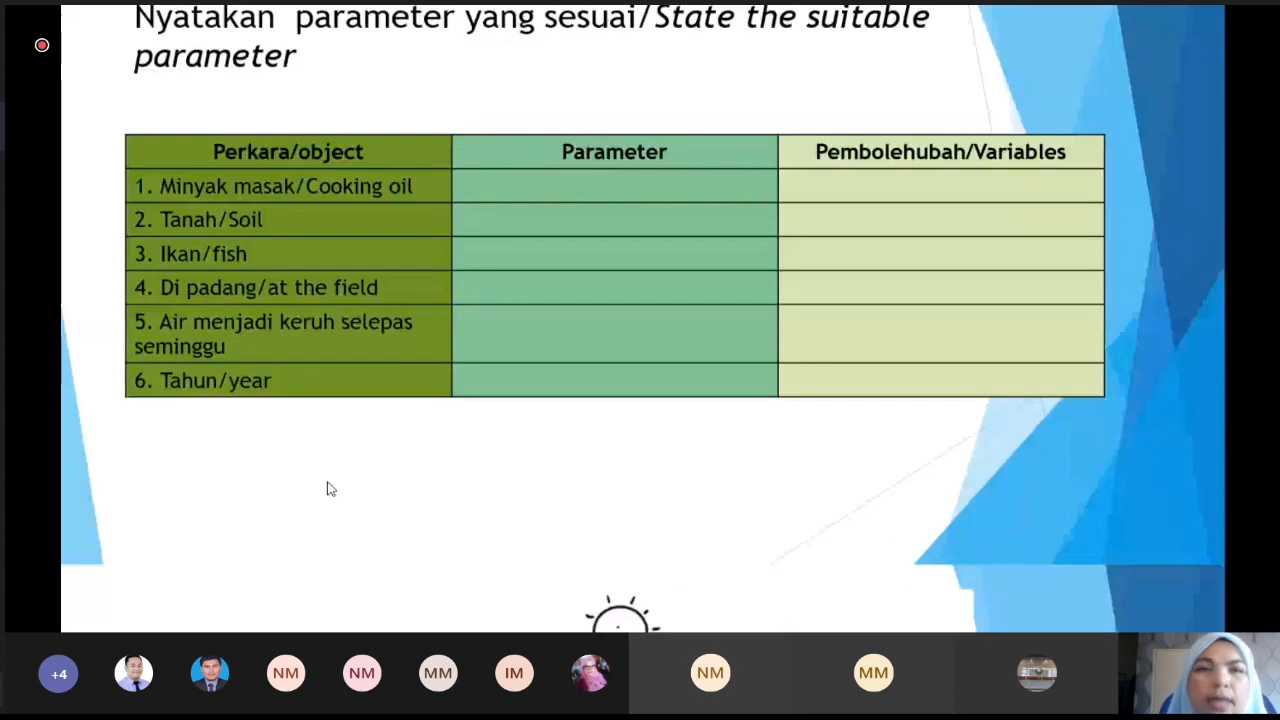 Nyatakan parameter yang sesuai/State the suitable
parameter
Perkara/object Parameter Pembolehubah/Variables
1. Minyak masak/Cooking oil
2. Tanah/Soil
3. Ikan/fish
4. Di padang/at the field
5. Air menjadi keruh selepas
seminggu
6. Tahun/year
+4 NM NM MM IM NM MM